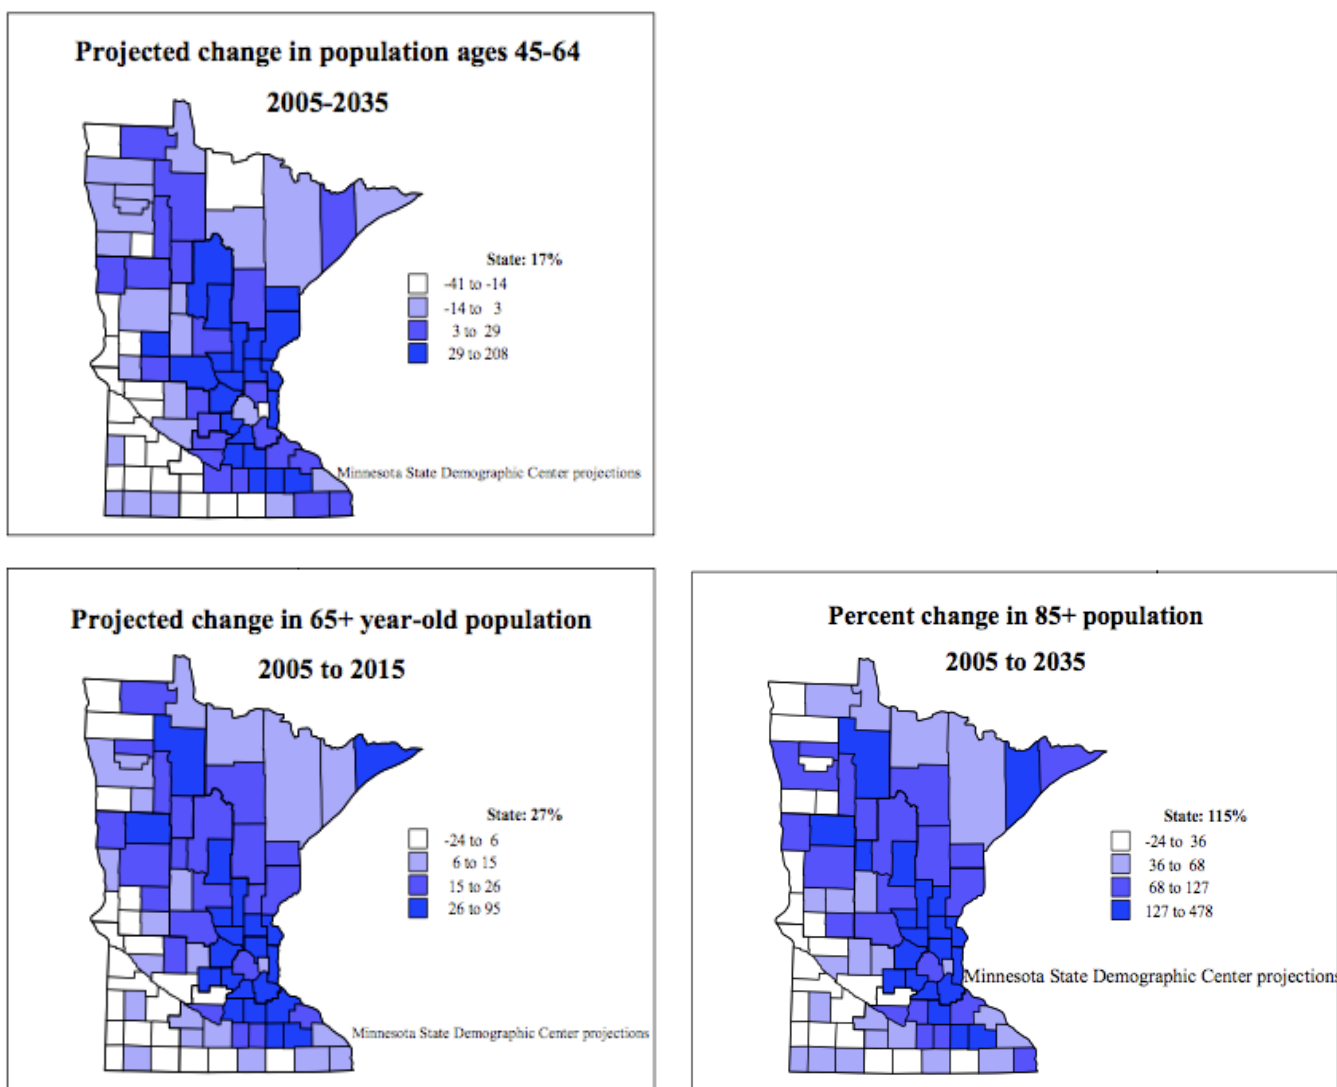 Projected change in population ages 45-64
2005-2035
State: 17%
-41 to -14
-14 to 3
3 to 29
29 to 208
Minnesota State Demographic Center projections
Projected change in 65+ year-old population
2005 to 2015
State: 27%
-24 to 6
6 to 15
15 to 26
26 to 95
Minnesota State Demographic Center projections
Percent change in 85+ population
2005 to 2035
State: 115%
-24 to 36
36 to 68
68 to 127
127 to 478
Minnesota State Demographic Center projections